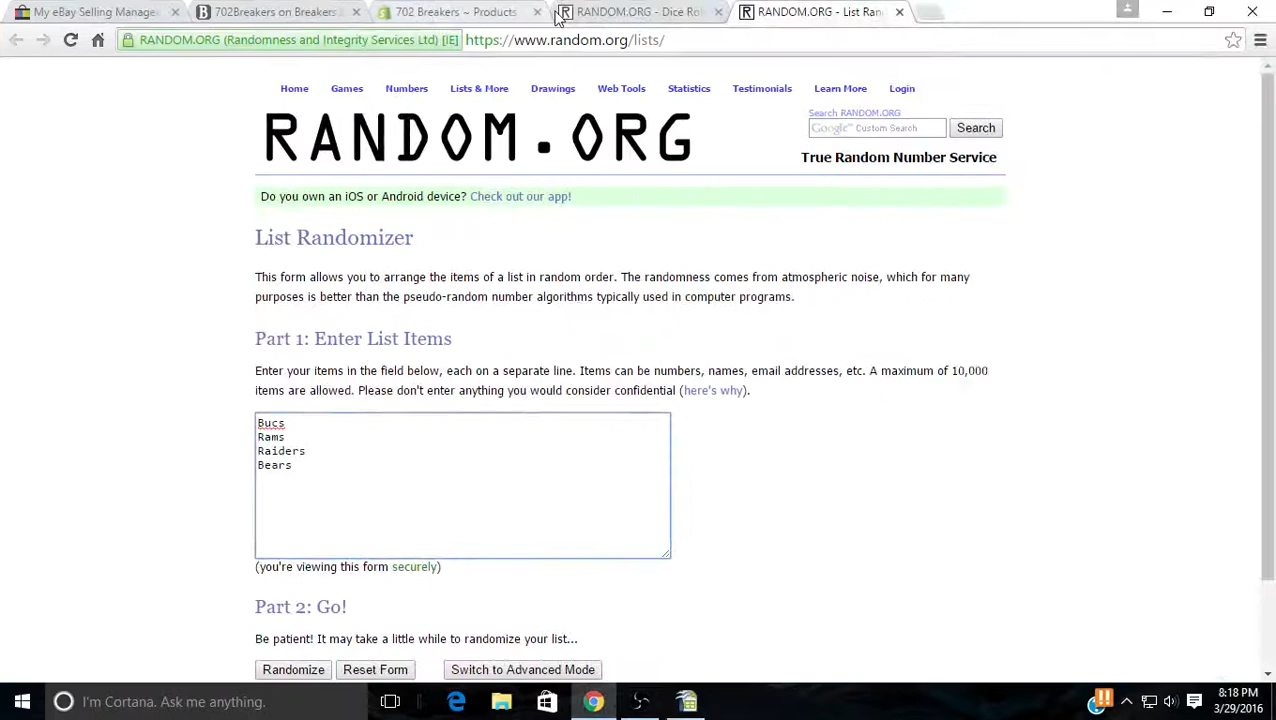 My eBay Selling Manage
702Breakers on Breakers
702 Breakers ~ Products
RANDOM.ORG - Dice Ro
RANDOM.ORG - List Ran
RANDOM.ORG (Randomness and Integrity Services Ltd) [IE]
https://www.random.org/lists/
Home Games Numbers Lists & More Drawings Web Tools Statistics Testimonials Learn More Login
Search RANDOM.ORG
Google™ Custom Search
Search
RANDOM.ORG
True Random Number Service
Do you own an iOS or Android device? Check out our app!
List Randomizer
This form allows you to arrange the items of a list in random order. The randomness comes from atmospheric noise, which for many
purposes is better than the pseudo-random number algorithms typically used in computer programs.
Part 1: Enter List Items
Enter your items in the field below, each on a separate line. Items can be numbers, names, email addresses, etc. A maximum of 10,000
items are allowed. Please don't enter anything you would consider confidential (here's why).
Bucs
Rams
Raiders
Bears
(you're viewing this form securely)
Part 2: Go!
Be patient! It may take a little while to randomize your list...
Randomize
Reset Form
Switch to Advanced Mode
I'm Cortana. Ask me anything.
8:18 PM
3/29/2016